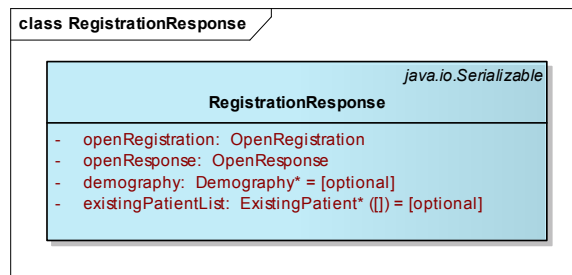 class RegistrationResponse
java.io.Serializable
RegistrationResponse
- openRegistration: OpenRegistration
- openResponse: OpenResponse
- demography: Demography* = [optional]
- existingPatientList: ExistingPatient* ([]) = [optional]